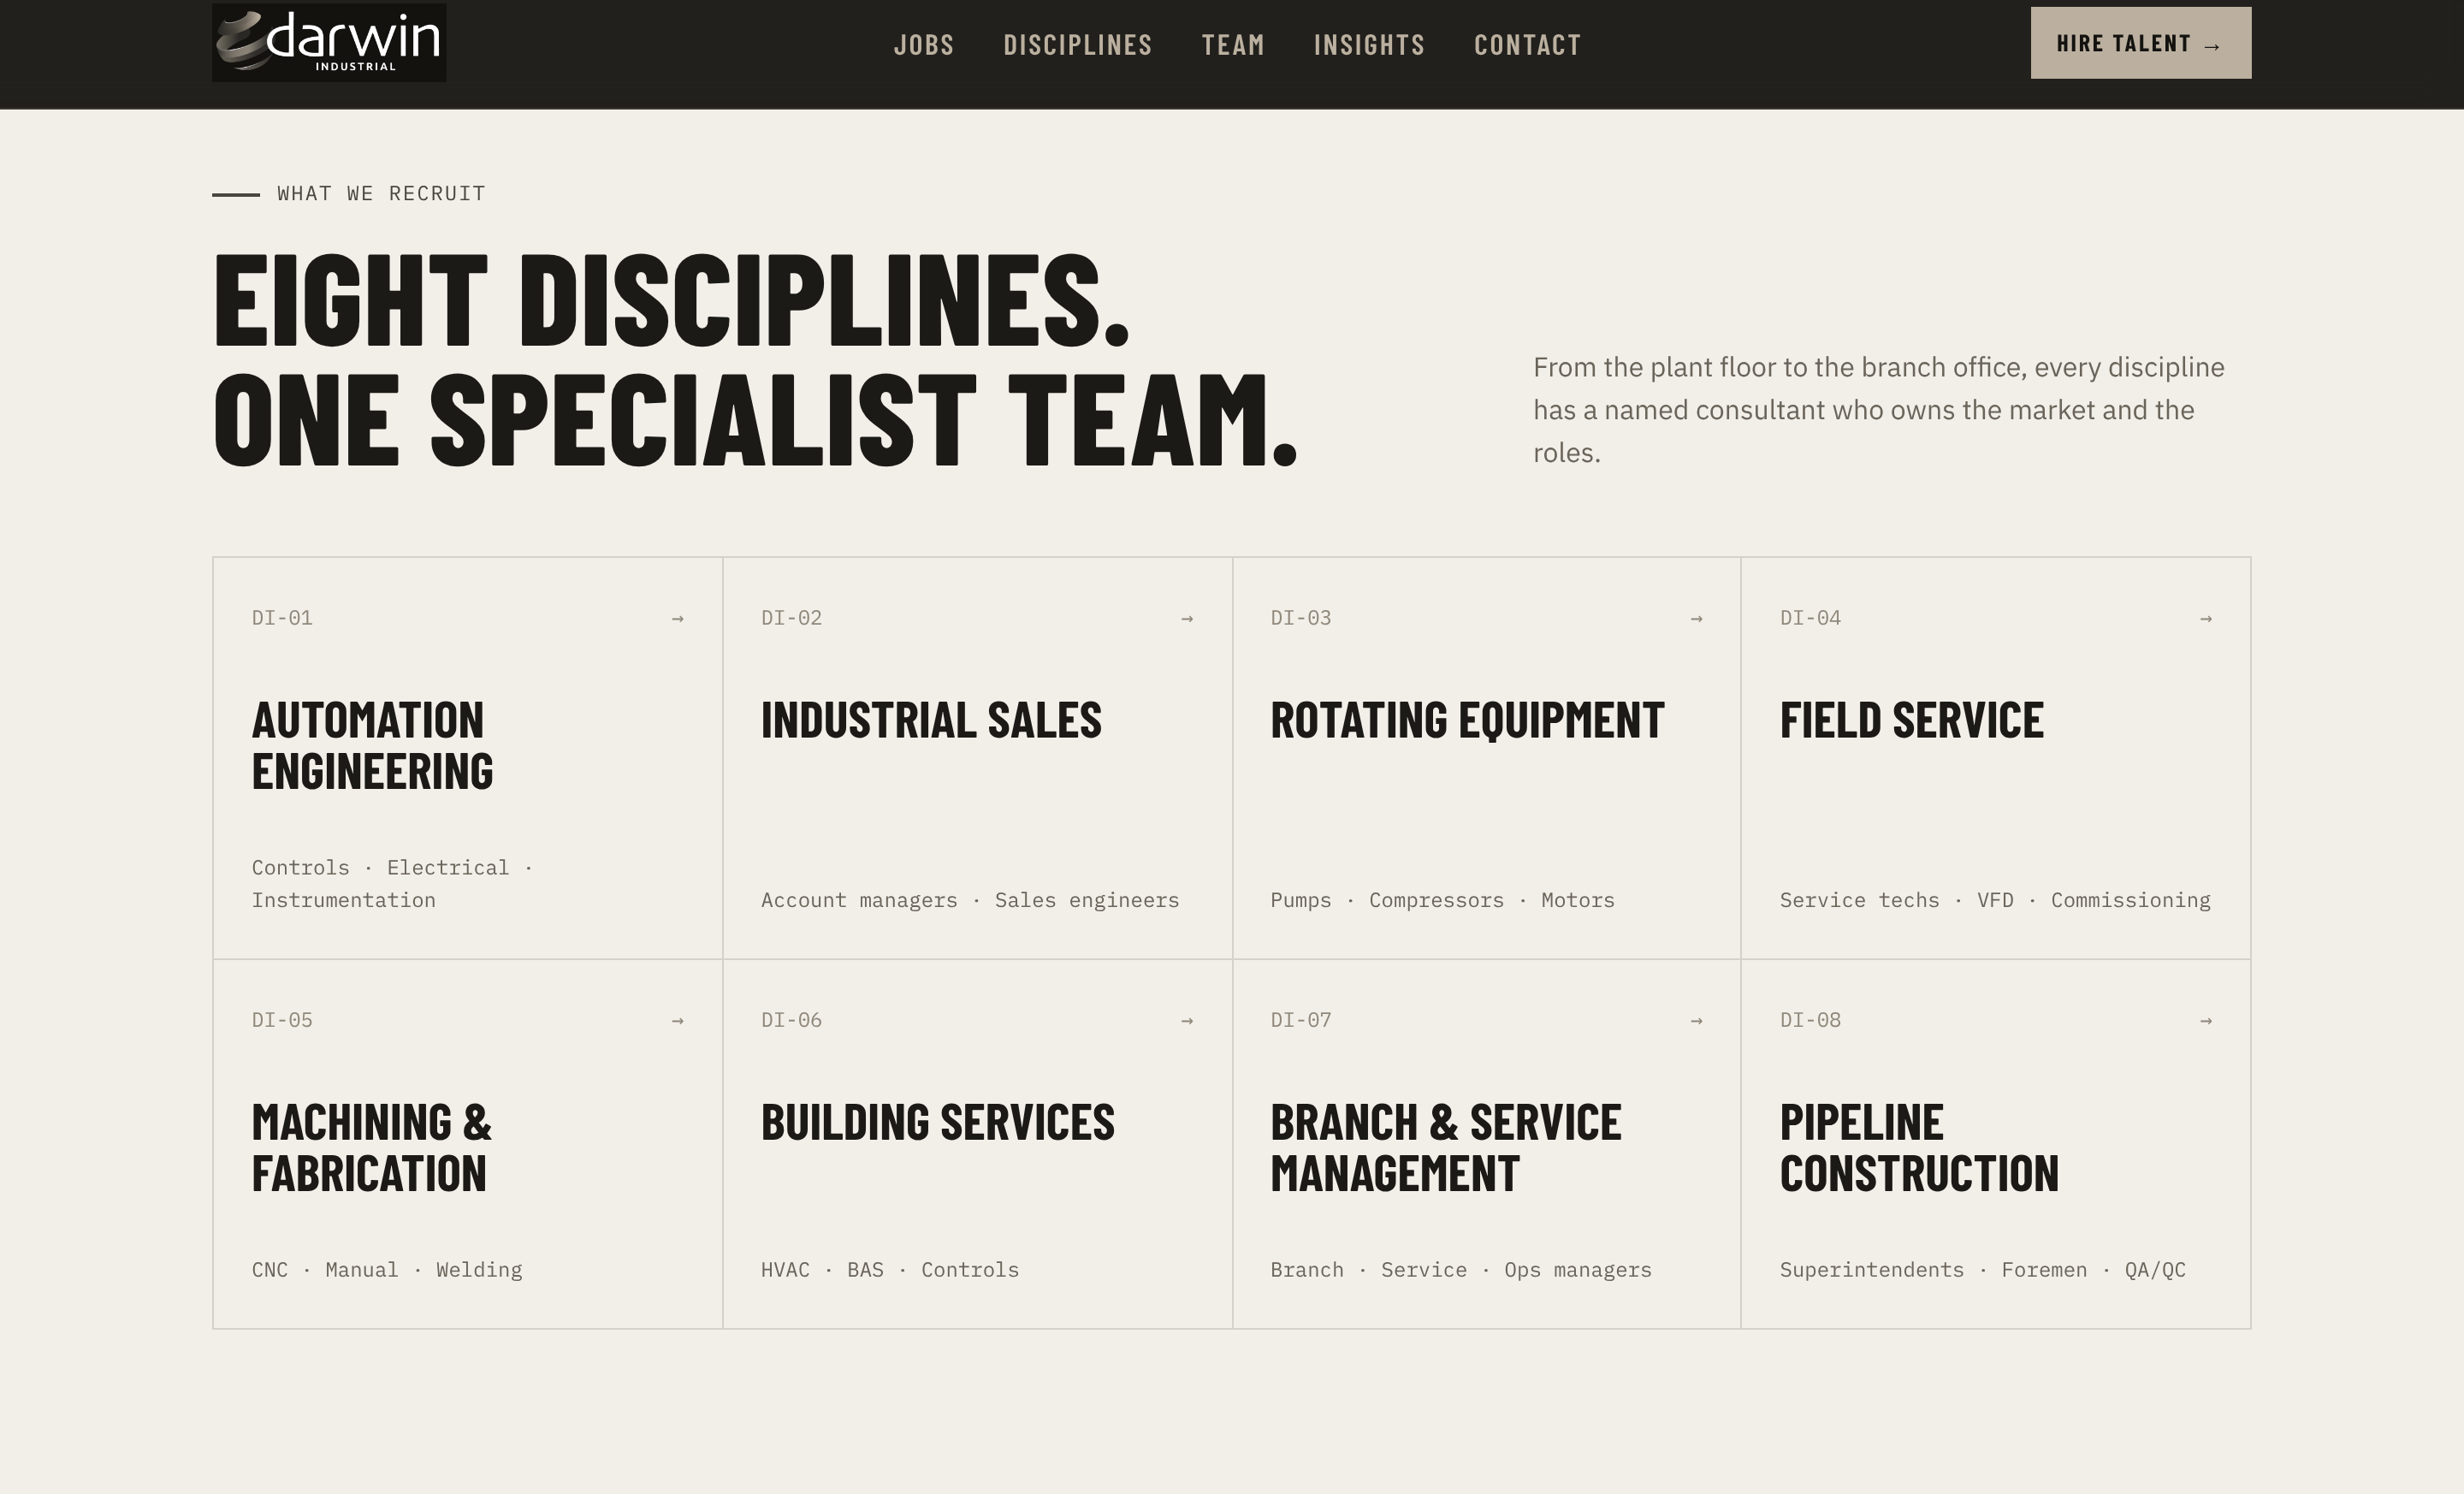 darwin
INDUSTRIAL
JOBS DISCIPLINES TEAM INSIGHTS CONTACT
HIRE TALENT →
WHAT WE RECRUIT
EIGHT DISCIPLINES.
ONE SPECIALIST TEAM.
From the plant floor to the branch office, every discipline
has a named consultant who owns the market and the
roles.
DI-01 →
AUTOMATION
ENGINEERING
Controls · Electrical ·
Instrumentation
DI-02 →
INDUSTRIAL SALES
Account managers · Sales engineers
DI-03 →
ROTATING EQUIPMENT
Pumps · Compressors · Motors
DI-04 →
FIELD SERVICE
Service techs · VFD · Commissioning
DI-05 →
MACHINING &
FABRICATION
CNC · Manual · Welding
DI-06 →
BUILDING SERVICES
HVAC · BAS · Controls
DI-07 →
BRANCH & SERVICE
MANAGEMENT
Branch · Service · Ops managers
DI-08 →
PIPELINE
CONSTRUCTION
Superintendents · Foremen · QA/QC